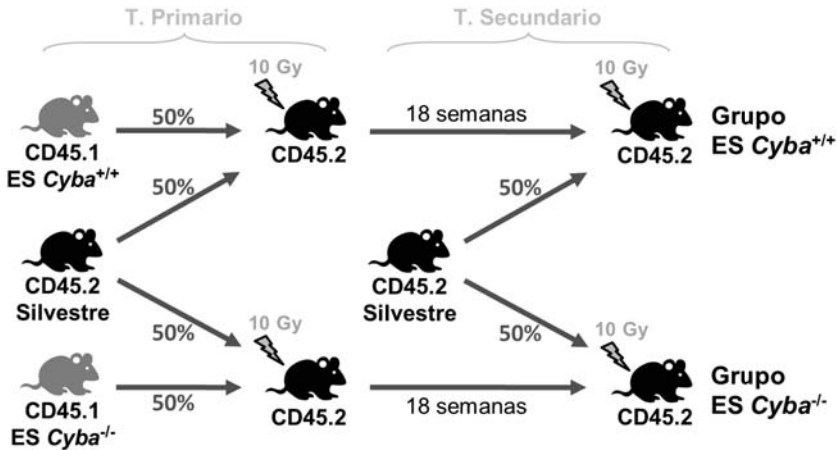 T. Primario
T. Secundario
10 Gy
10 Gy
50%
18 semanas
Grupo
ES Cyba+/+
CD45.1
ES Cyba+/+
CD45.2
CD45.2
50%
50%
CD45.2
Silvestre
CD45.2
Silvestre
50%
10 Gy
50%
10 Gy
50%
18 semanas
Grupo
ES Cyba-/-
CD45.1
ES Cyba-/-
CD45.2
CD45.2